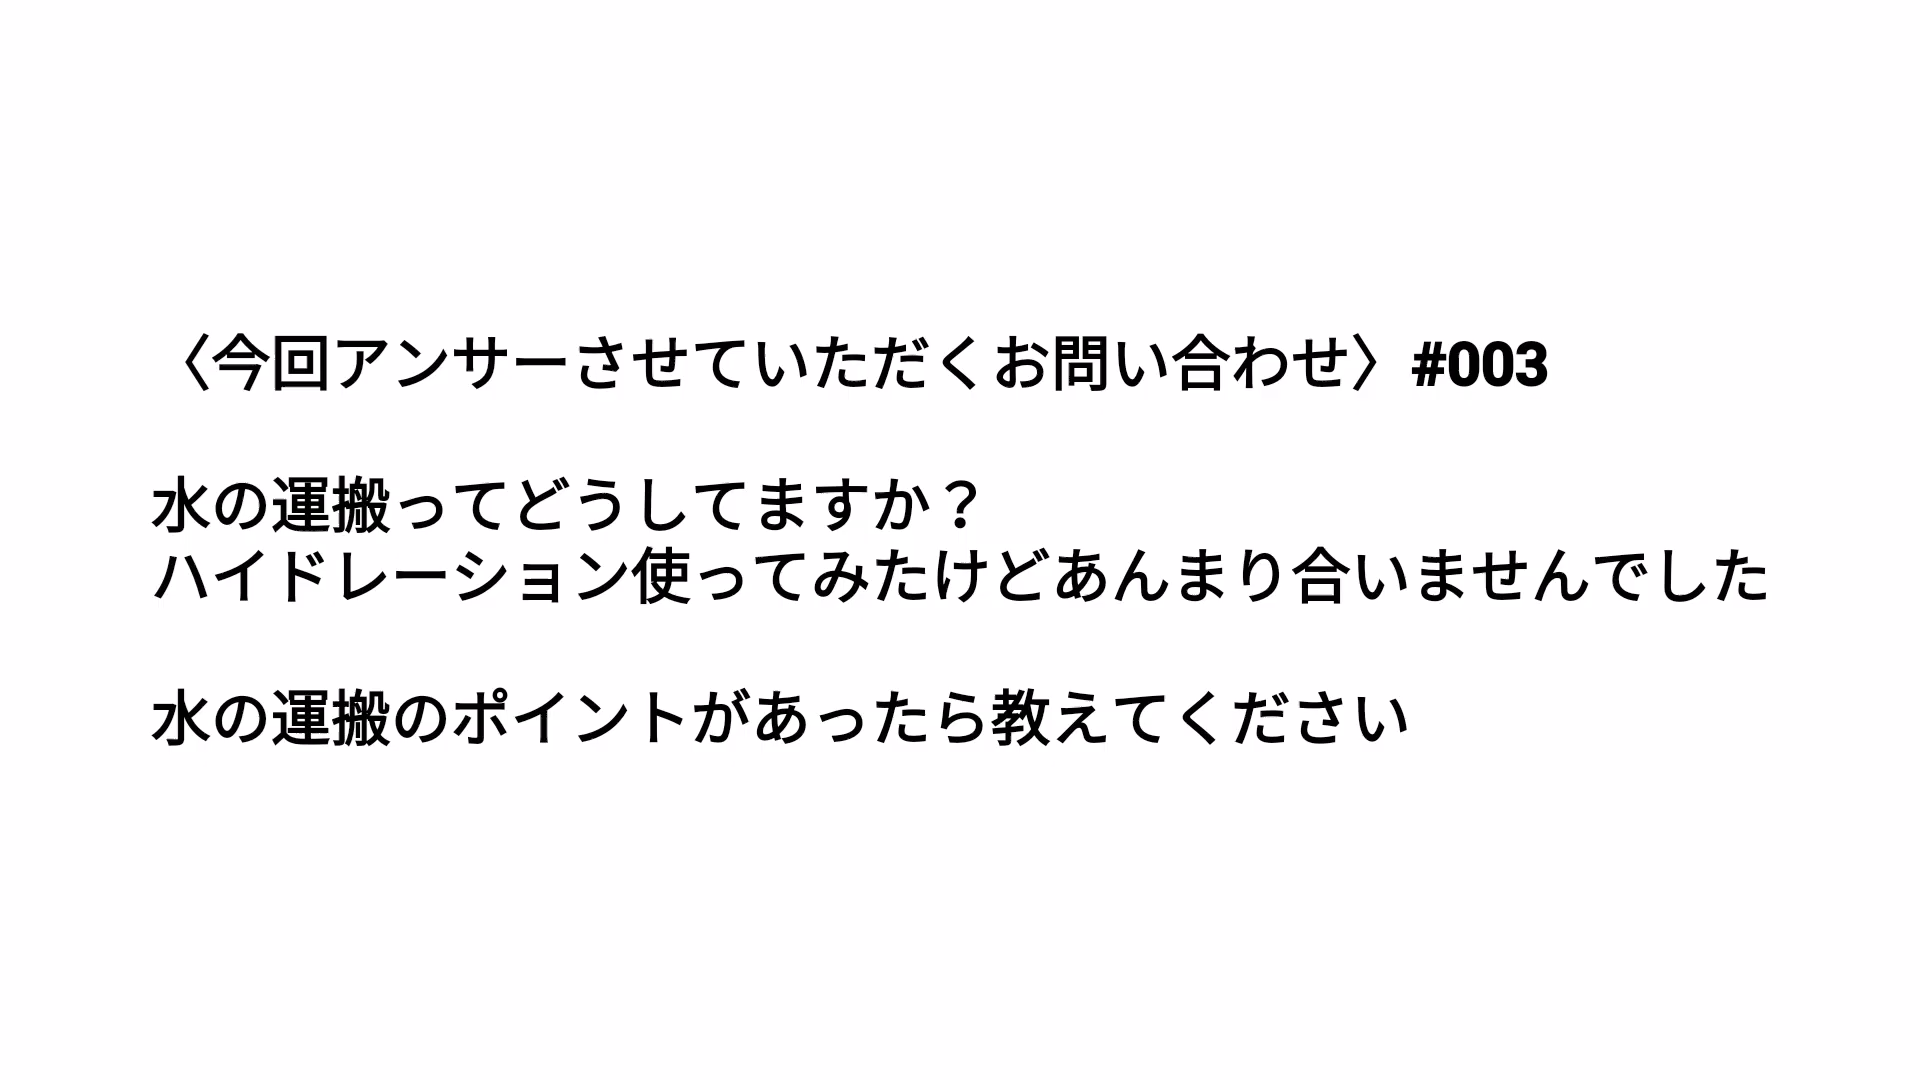 〈今回アンサーさせていただくお問い合わせ〉#003
水の運搬ってどうしてますか？
ハイドレーション使ってみたけどあんまり合いませんでした
水の運搬のポイントがあったら教えてください